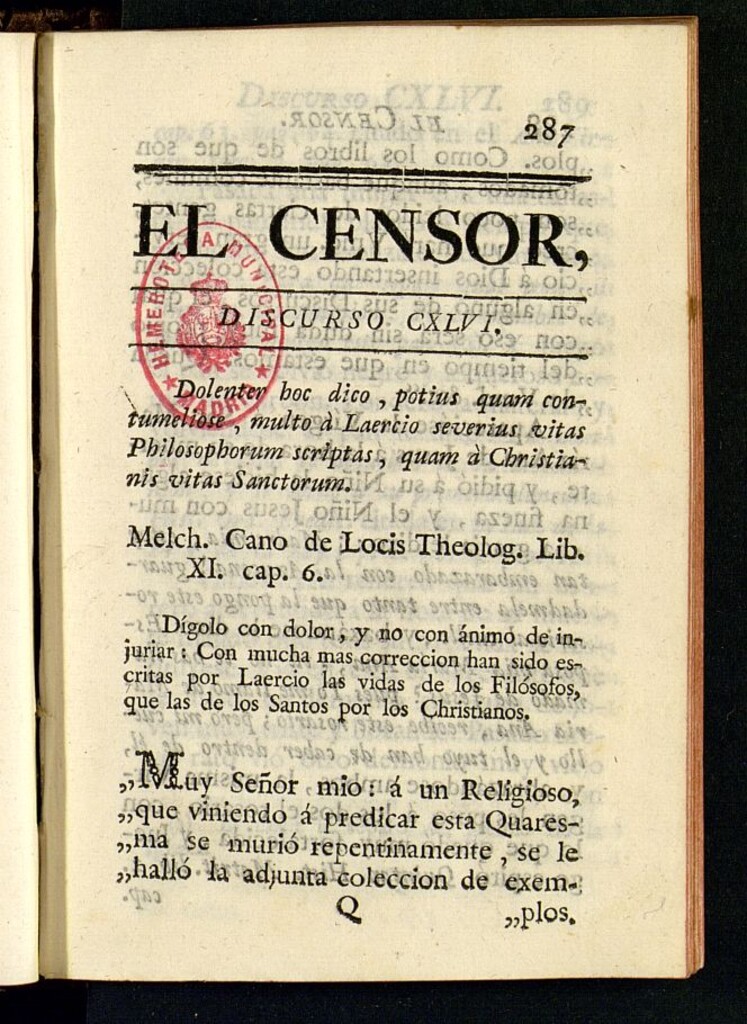 287
EL CENSOR,
HEMEROTECA MUNICIPAL
MADRID
DISCURSO CXLVI.
Dolenter hoc dico, potius quam con-
tumeliose, multo à Laercio severius vitas
Philosophorum scriptas, quam à Christia-
nis vitas Sanctorum.
Melch. Cano de Locis Theolog. Lib.
XI. cap. 6.
Dígolo con dolor, y no con ánimo de in-
juriar: Con mucha mas correccion han sido es-
critas por Laercio las vidas de los Filósofos,
que las de los Santos por los Christianos.
„Muy Señor mio: á un Religioso,
„que viniendo á predicar esta Quares-
„ma se murió repentinamente, se le
„halló la adjunta coleccion de exem-
Q „plos.